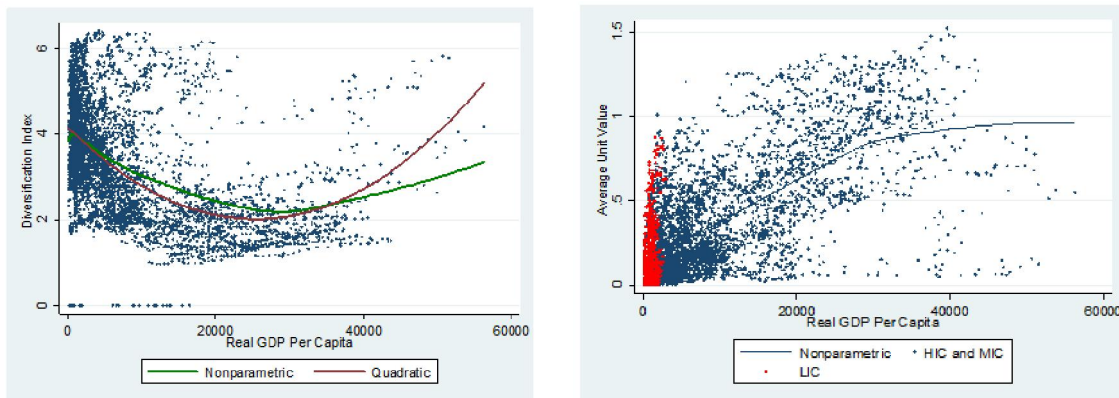 Diversification Index
6
4
2
0
0
20000
40000
60000
Real GDP Per Capita
Nonparametric
Quadratic
Average Unit Value
1.5
1
.5
0
0
20000
40000
60000
Real GDP Per Capita
Nonparametric
HIC and MIC
LIC